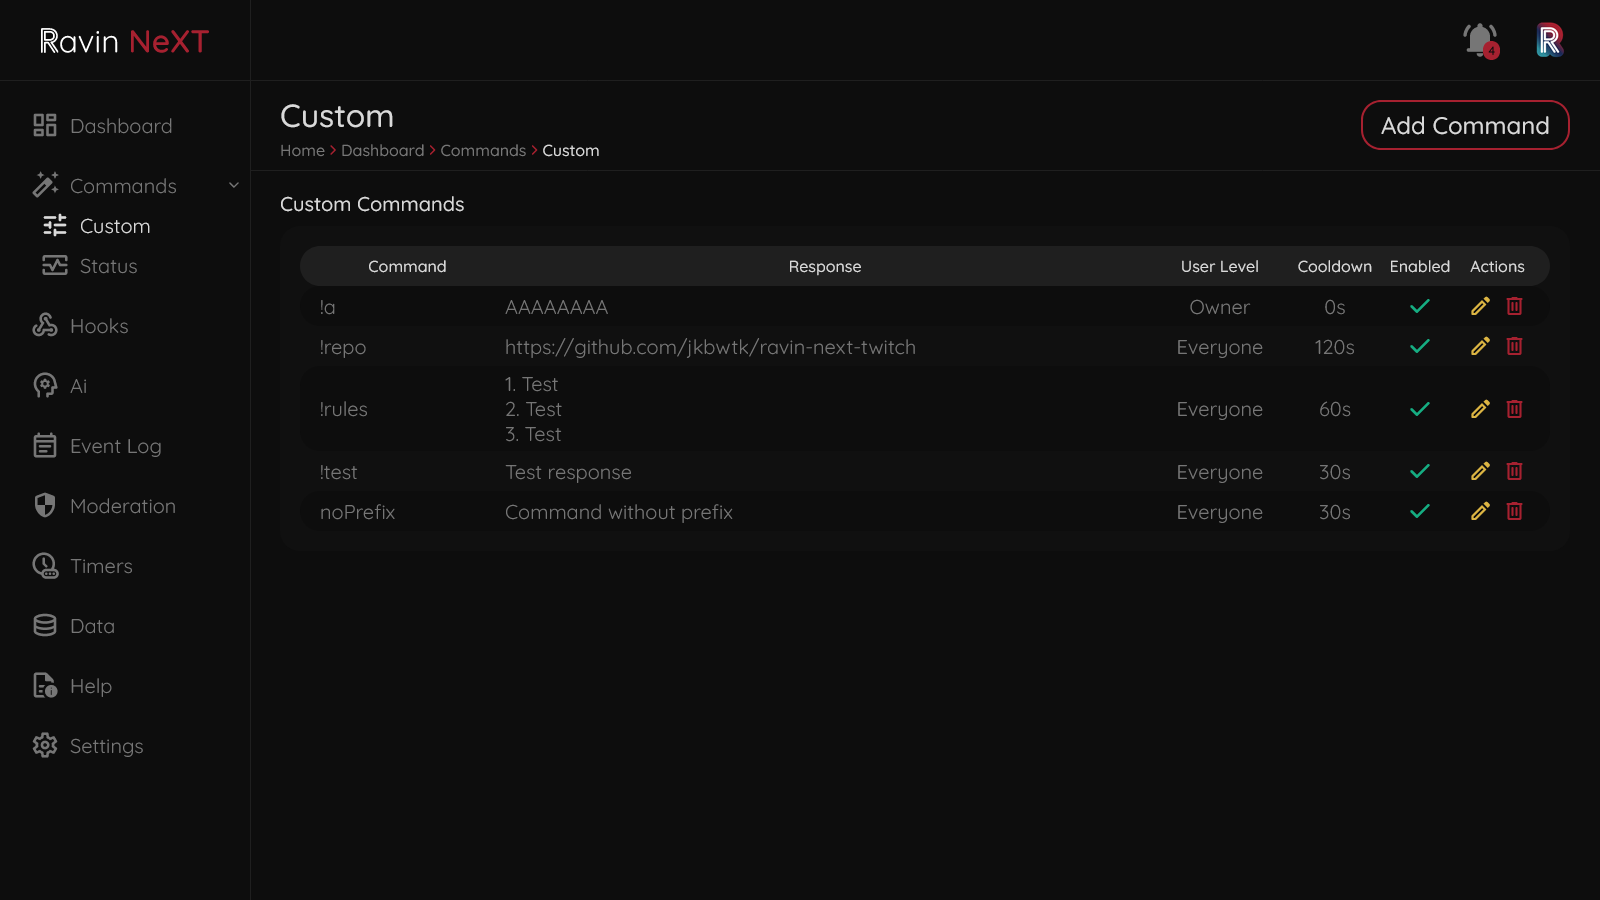 Ravin NeXT
4
R
Dashboard
Commands
Custom
Status
Hooks
Ai
Event Log
Moderation
Timers
Data
Help
Settings
Custom
Home > Dashboard > Commands > Custom
Add Command
Custom Commands
Command Response User Level Cooldown Enabled Actions
!a AAAAAAAA Owner 0s
!repo https://github.com/jkbwtk/ravin-next-twitch Everyone 120s
1. Test
!rules 2. Test Everyone 60s
3. Test
!test Test response Everyone 30s
noPrefix Command without prefix Everyone 30s